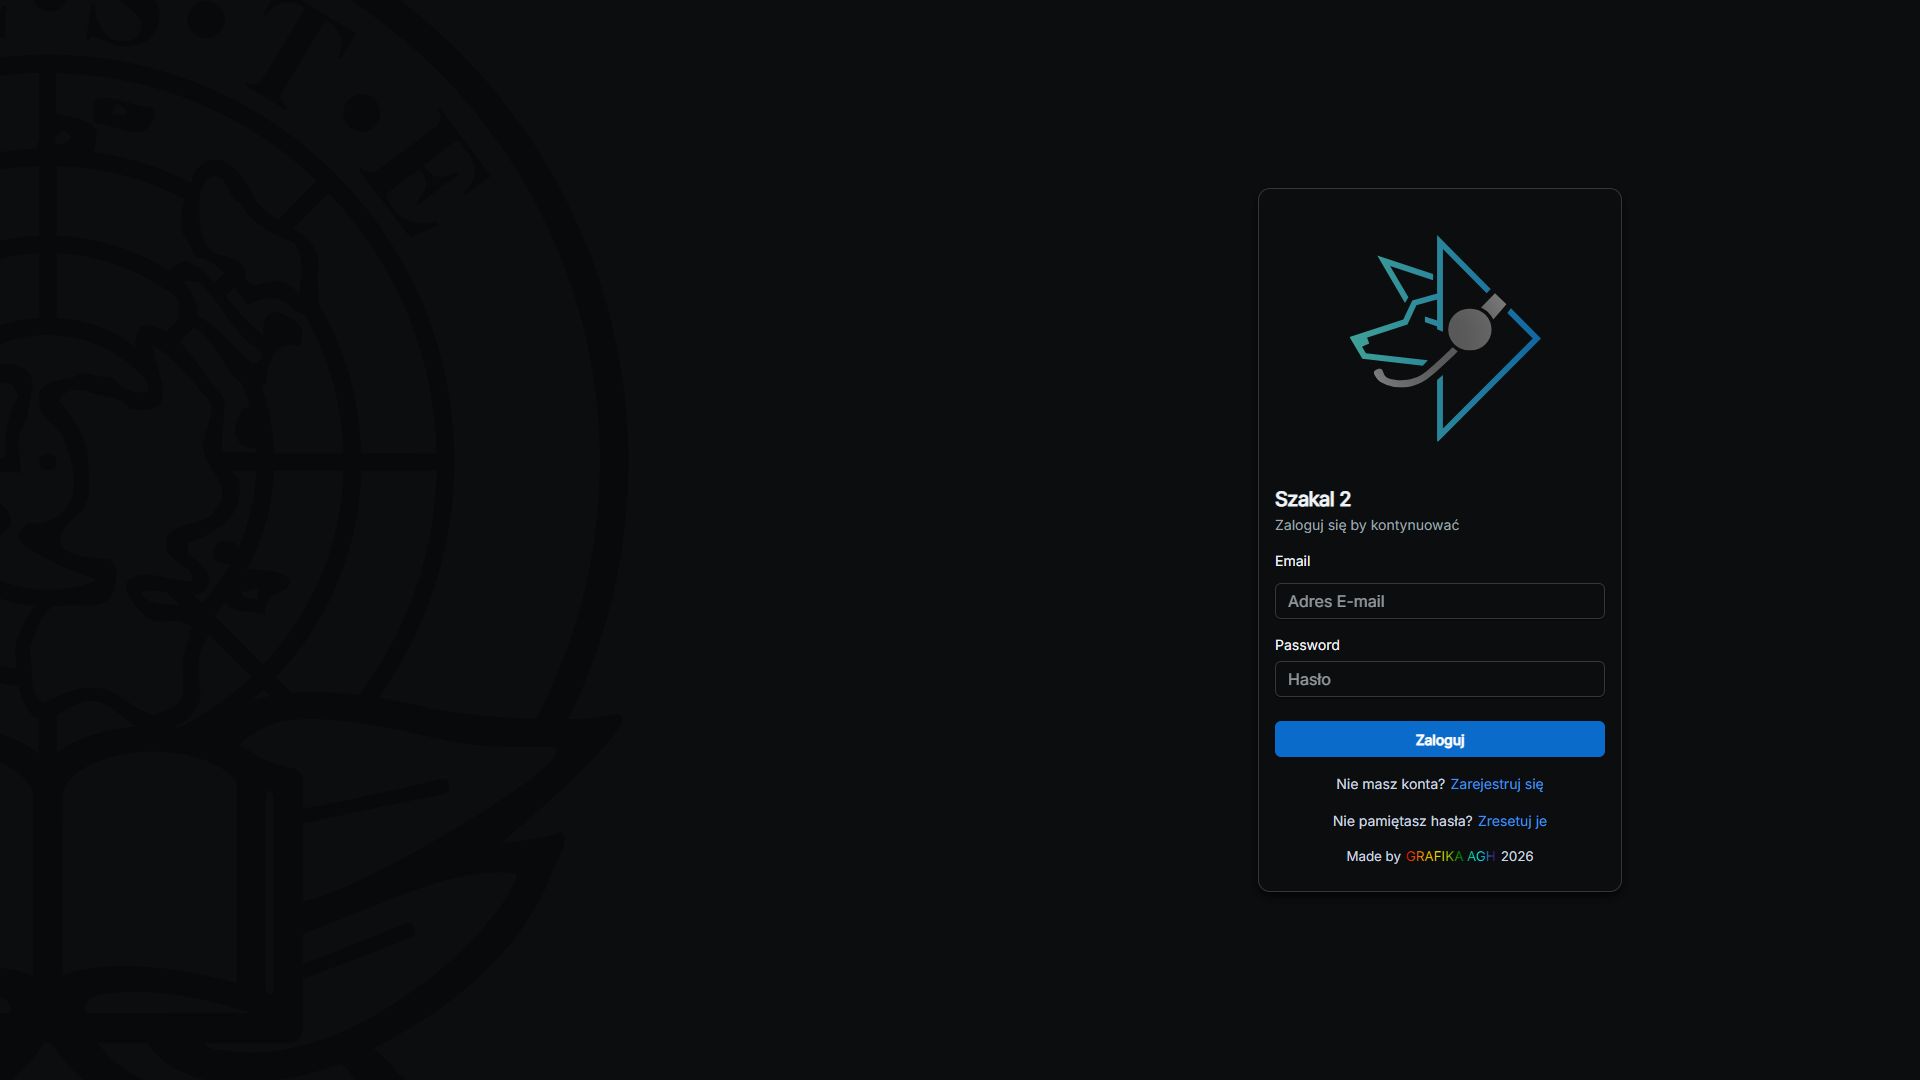 S·T·E
Szakal 2
Zaloguj się by kontynuować
Email
Adres E-mail
Password
Hasło
Zaloguj
Nie masz konta? Zarejestruj się
Nie pamiętasz hasła? Zresetuj je
Made by GRAFIKA AGH 2026